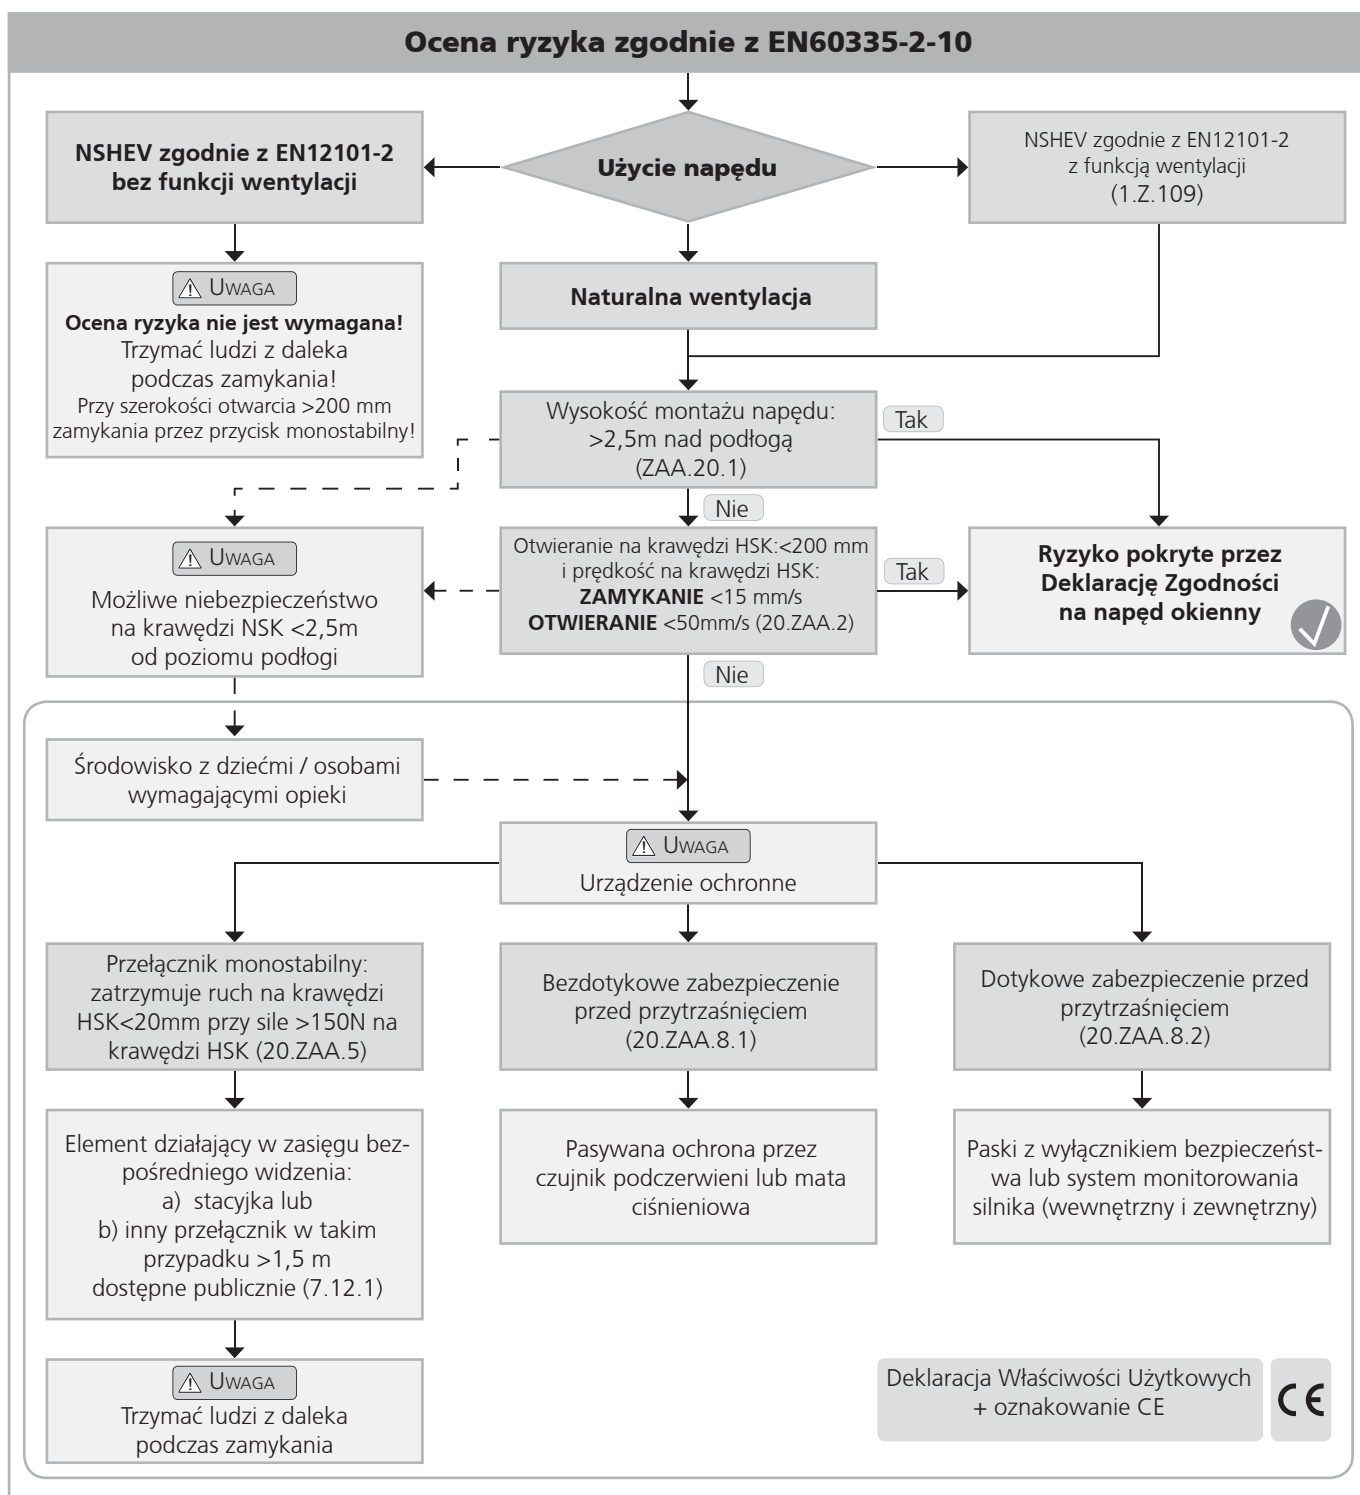 Ocena ryzyka zgodnie z EN60335-2-10
NSHEV zgodnie z EN12101-2
bez funkcji wentylacji
Użycie napędu
NSHEV zgodnie z EN12101-2
z funkcją wentylacji
(1.Z.109)
UWAGA
Ocena ryzyka nie jest wymagana!
Trzymać ludzi z daleka
podczas zamykania!
Przy szerokości otwarcia >200 mm
zamykania przez przycisk monostabilny!
Naturalna wentylacja
Wysokość montażu napędu:
>2,5m nad podłogą
(ZAA.20.1)
Tak
Nie
UWAGA
Możliwe niebezpieczeństwo
na krawędzi NSK <2,5m
od poziomu podłogi
Otwieranie na krawędzi HSK:<200 mm
i prędkość na krawędzi HSK:
ZAMYKANIE <15 mm/s
OTWIERANIE <50mm/s (20.ZAA.2)
Tak
Ryzyko pokryte przez
Deklarację Zgodności
na napęd okienny
Nie
Środowisko z dziećmi / osobami
wymagającymi opieki
UWAGA
Urządzenie ochronne
Przełącznik monostabilny:
zatrzymuje ruch na krawędzi
HSK<20mm przy sile >150N na
krawędzi HSK (20.ZAA.5)
Bezdotykowe zabezpieczenie
przed przytrzaśnięciem
(20.ZAA.8.1)
Dotykowe zabezpieczenie przed
przytrzaśnięciem
(20.ZAA.8.2)
Element działający w zasięgu bez-
pośredniego widzenia:
a) stacyjka lub
b) inny przełącznik w takim
przypadku >1,5 m
dostępne publicznie (7.12.1)
Pasywana ochrona przez
czujnik podczerwieni lub mata
ciśnieniowa
Paski z wyłącznikiem bezpieczeńst-
wa lub system monitorowania
silnika (wewnętrzny i zewnętrzny)
UWAGA
Trzymać ludzi z daleka
podczas zamykania
Deklaracja Właściwości Użytkowych
+ oznakowanie CE
CE